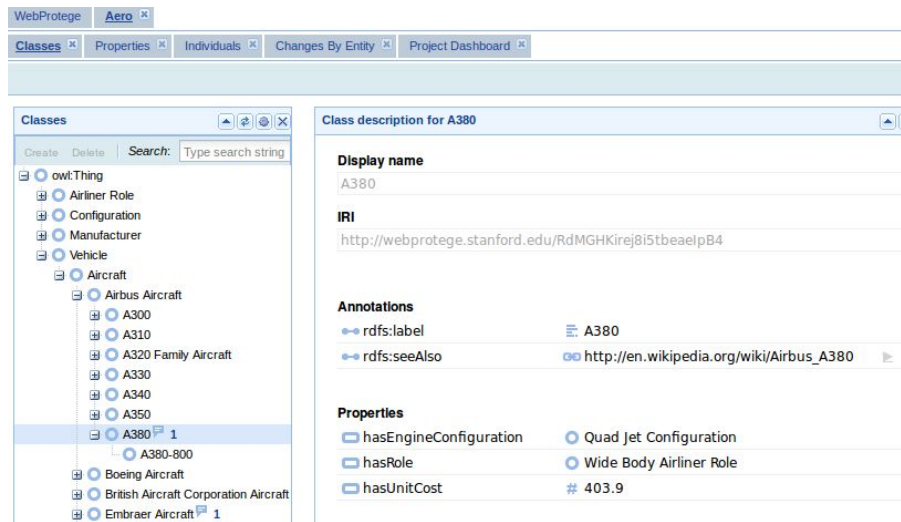 WebProtege Aero
Classes Properties Individuals Changes By Entity Project Dashboard
Classes
Create Delete Search: Type search string
owl:Thing
Airliner Role
Configuration
Manufacturer
Vehicle
Aircraft
Airbus Aircraft
A300
A310
A320 Family Aircraft
A330
A340
A350
A380 1
A380-800
Boeing Aircraft
British Aircraft Corporation Aircraft
Embraer Aircraft 1
Class description for A380
Display name
A380
IRI
http://webprotege.stanford.edu/RdMGHKirej8i5tbeaeIpB4
Annotations
rdfs:label A380
rdfs:seeAlso http://en.wikipedia.org/wiki/Airbus_A380
Properties
hasEngineConfiguration Quad Jet Configuration
hasRole Wide Body Airliner Role
hasUnitCost # 403.9